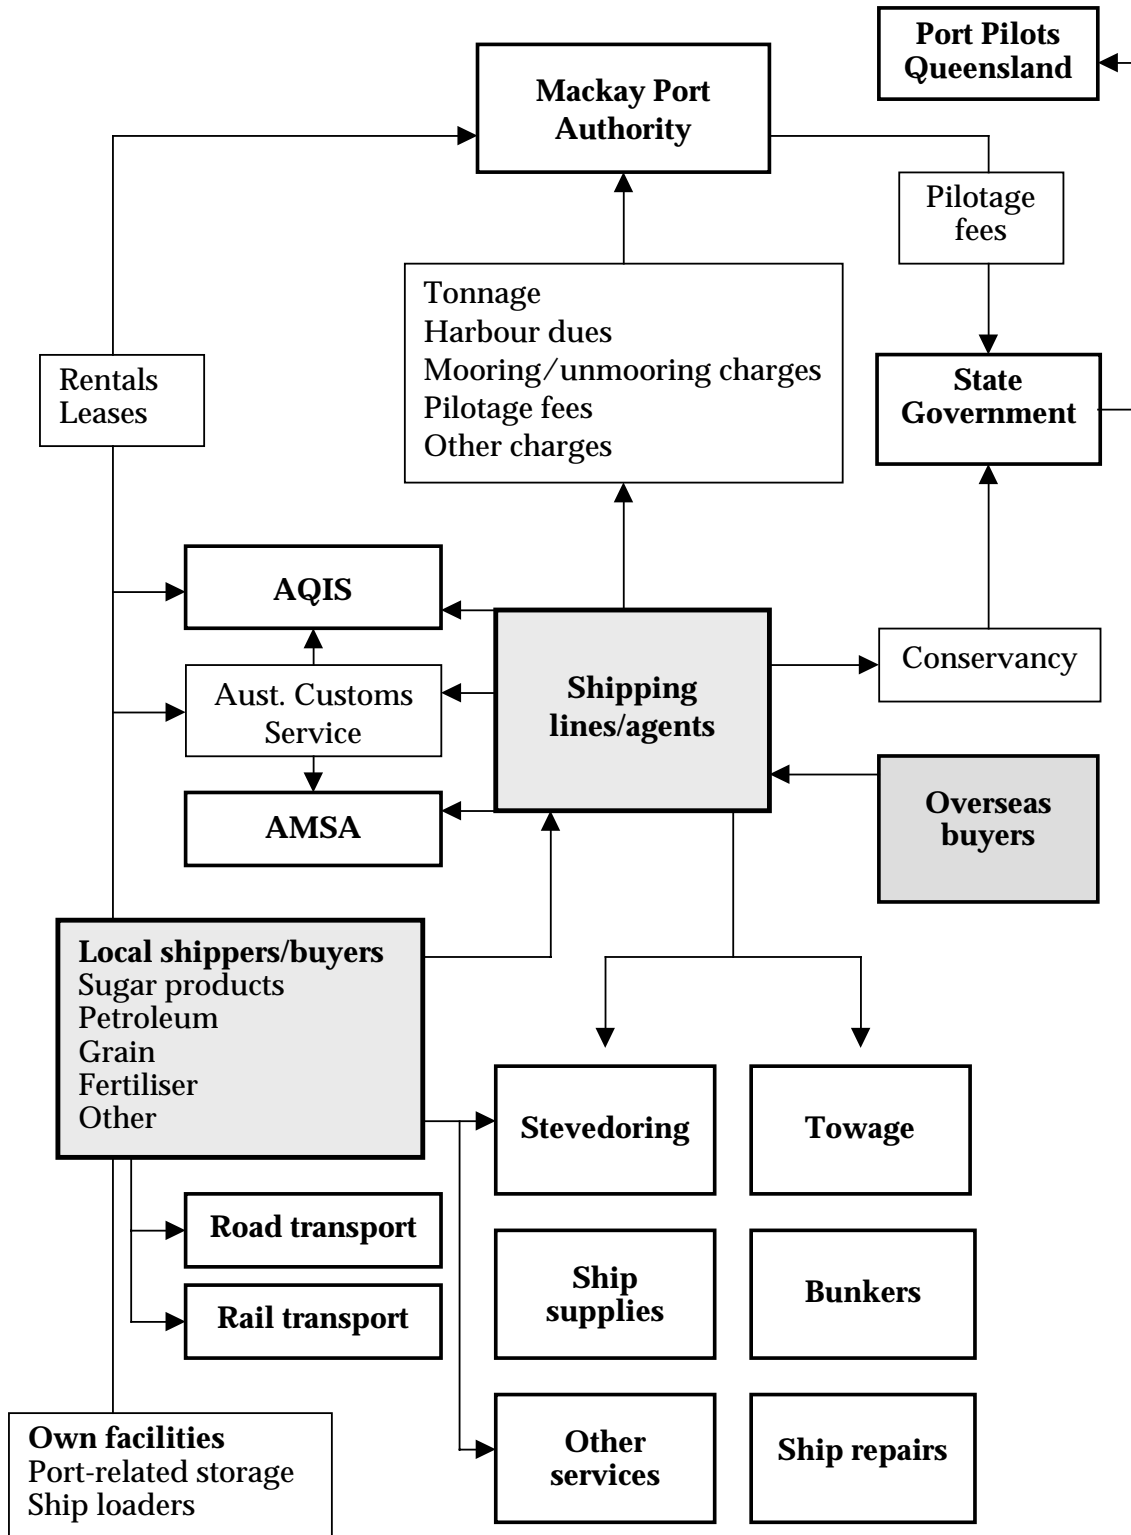 Port Pilots
Queensland
Mackay Port
Authority
Pilotage
fees
Tonnage
Harbour dues
Mooring/unmooring charges
Pilotage fees
Other charges
Rentals
Leases
State
Government
AQIS
Aust. Customs
Service
AMSA
Shipping
lines/agents
Conservancy
Overseas
buyers
Local shippers/buyers
Sugar products
Petroleum
Grain
Fertiliser
Other
Stevedoring
Towage
Road transport
Rail transport
Ship
supplies
Bunkers
Own facilities
Port-related storage
Ship loaders
Other
services
Ship repairs